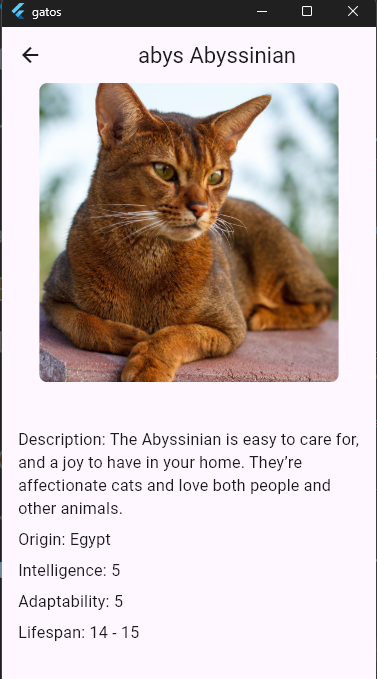 gatos
abys Abyssinian
Description: The Abyssinian is easy to care for,
and a joy to have in your home. They’re
affectionate cats and love both people and
other animals.
Origin: Egypt
Intelligence: 5
Adaptability: 5
Lifespan: 14 - 15